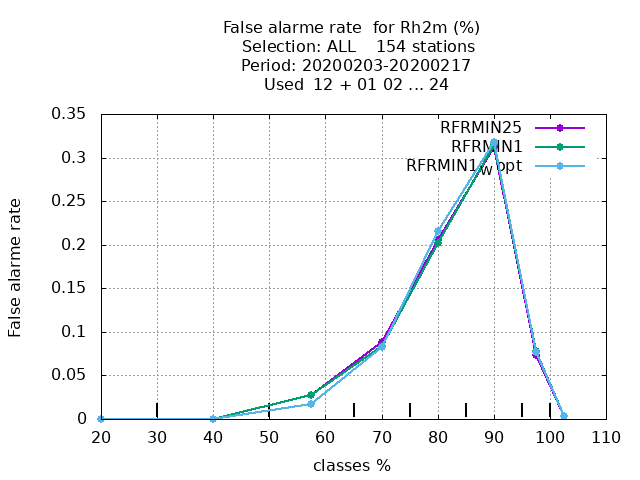 False alarme rate  for Rh2m (%)
Selection: ALL    154 stations
Period: 20200203-20200217
Used  12 + 01 02 ... 24
RFRMIN25
RFRMIN1
RFRMIN1w opt
False alarme rate
0.35
0.3
0.25
0.2
0.15
0.1
0.05
0
20 30 40 50 60 70 80 90 100 110
classes %